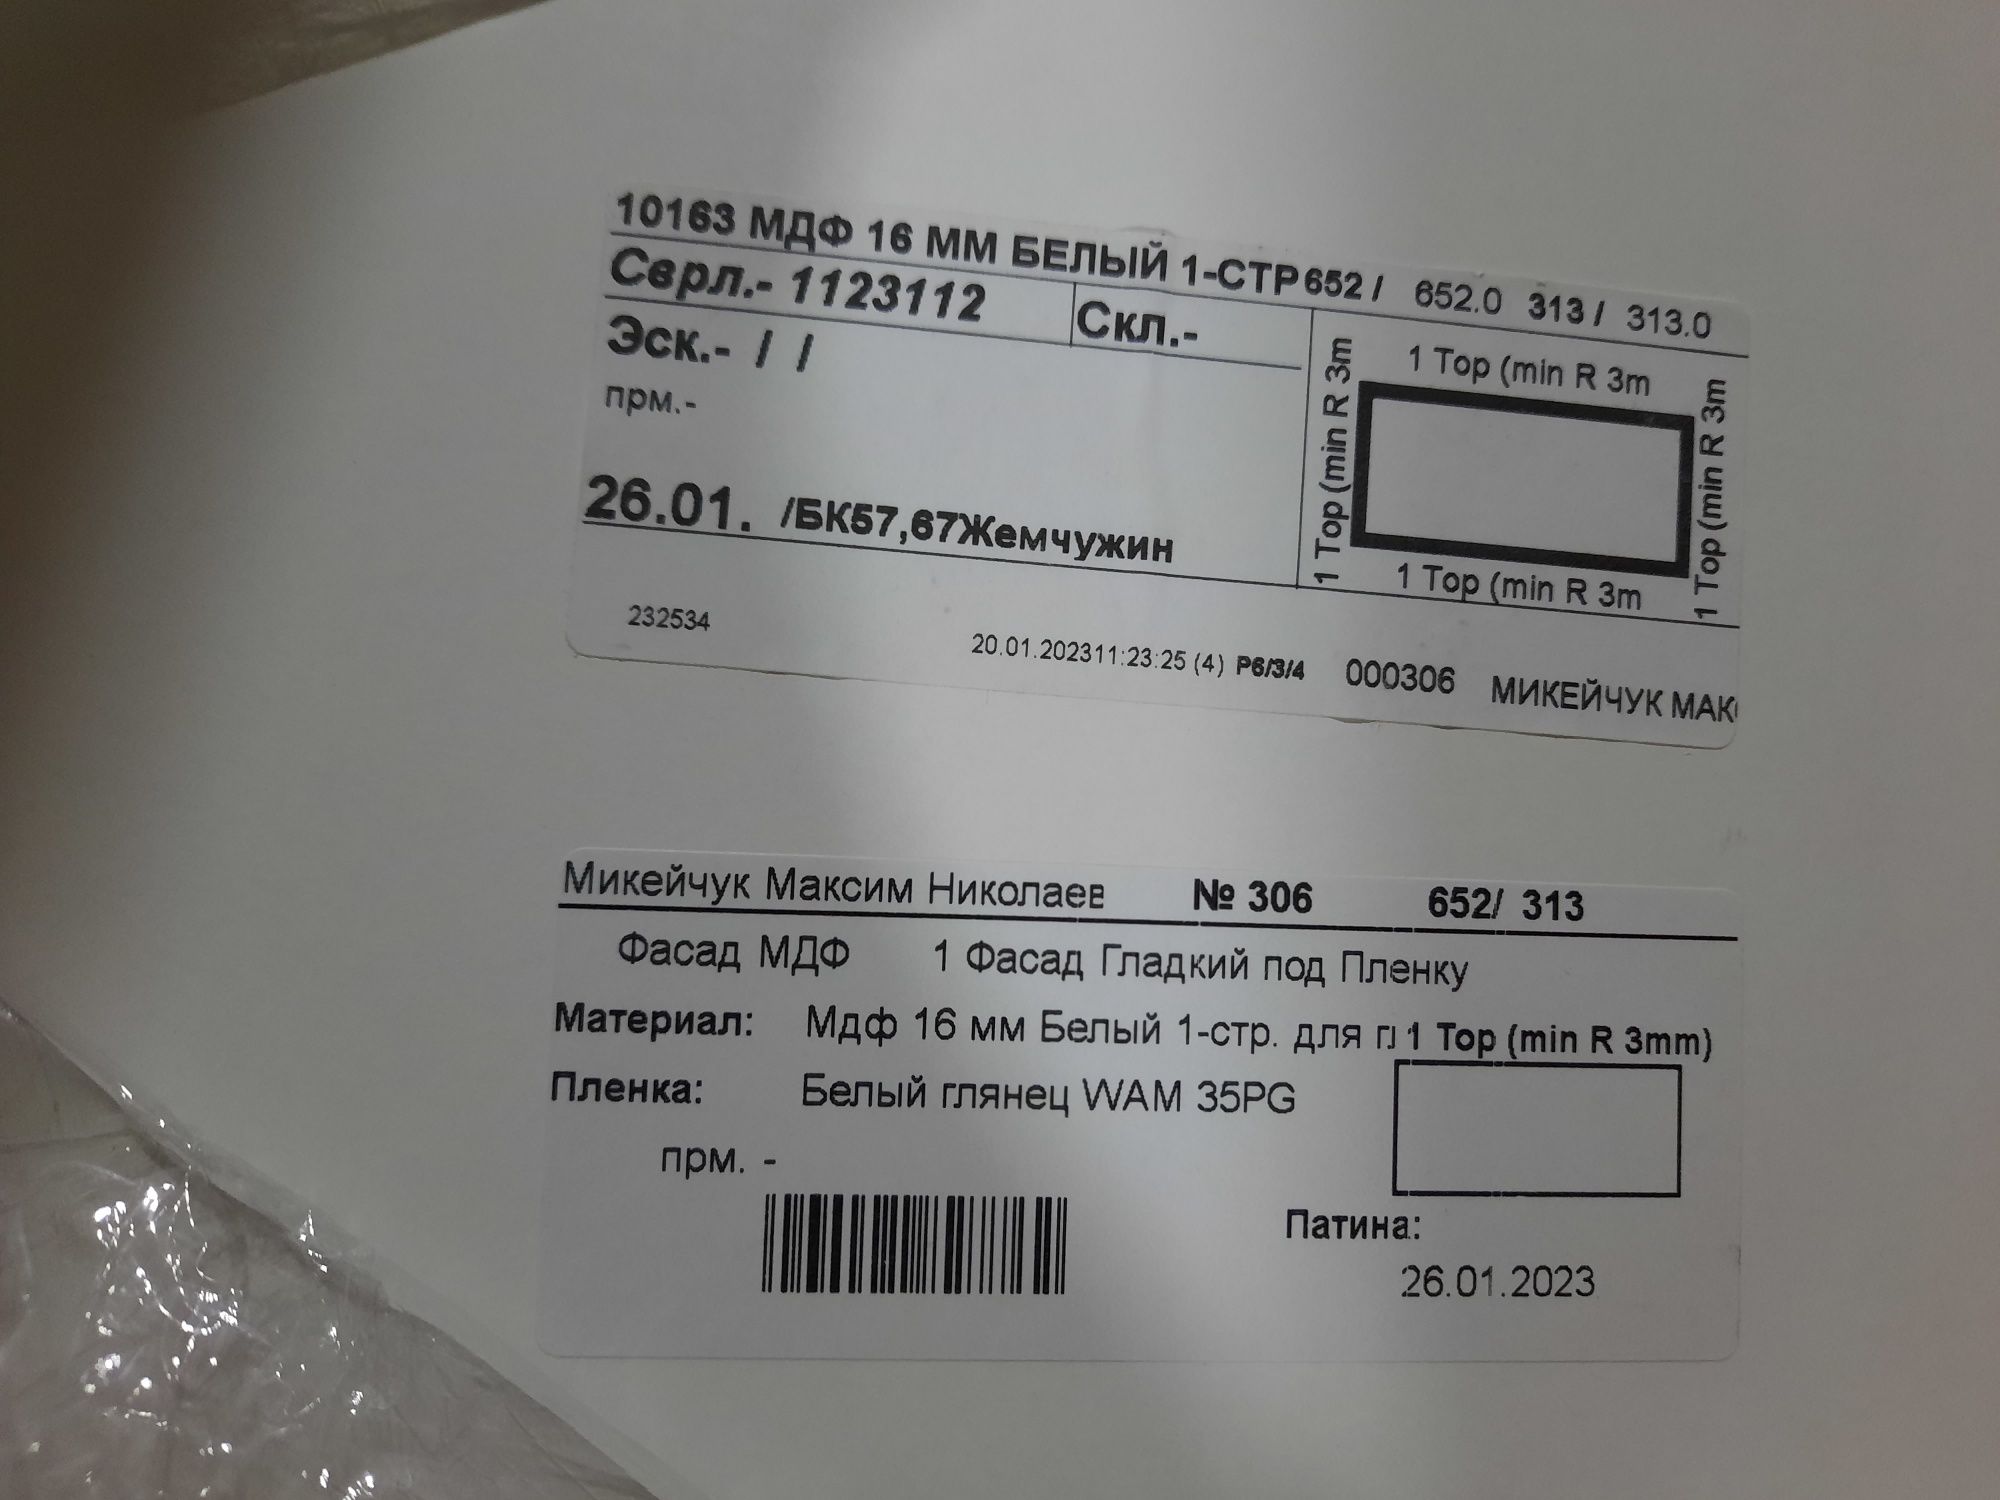 10163 МДФ 16 ММ БЕЛЫЙ 1-СТР 652 / 652.0 313 / 313.0
Сврл.- 1123112 Скл.-
Эск.- / /
прм.-
1 Top (min R 3m
1 Top (min R 3m
1 Top (min R 3m
1 Top (min R 3m
26.01. /БК57,67Жемчужин
232534
20.01.202311:23:25 (4) Р6/3/4 000306 МИКЕЙЧУК МАК
Микейчук Максим Николаев № 306 652/ 313
Фасад МДФ 1 Фасад Гладкий под Пленку
Материал: Мдф 16 мм Белый 1-стр. для 1 Top (min R 3mm)
Пленка: Белый глянец WAM 35PG
прм. -
Патина:
26.01.2023